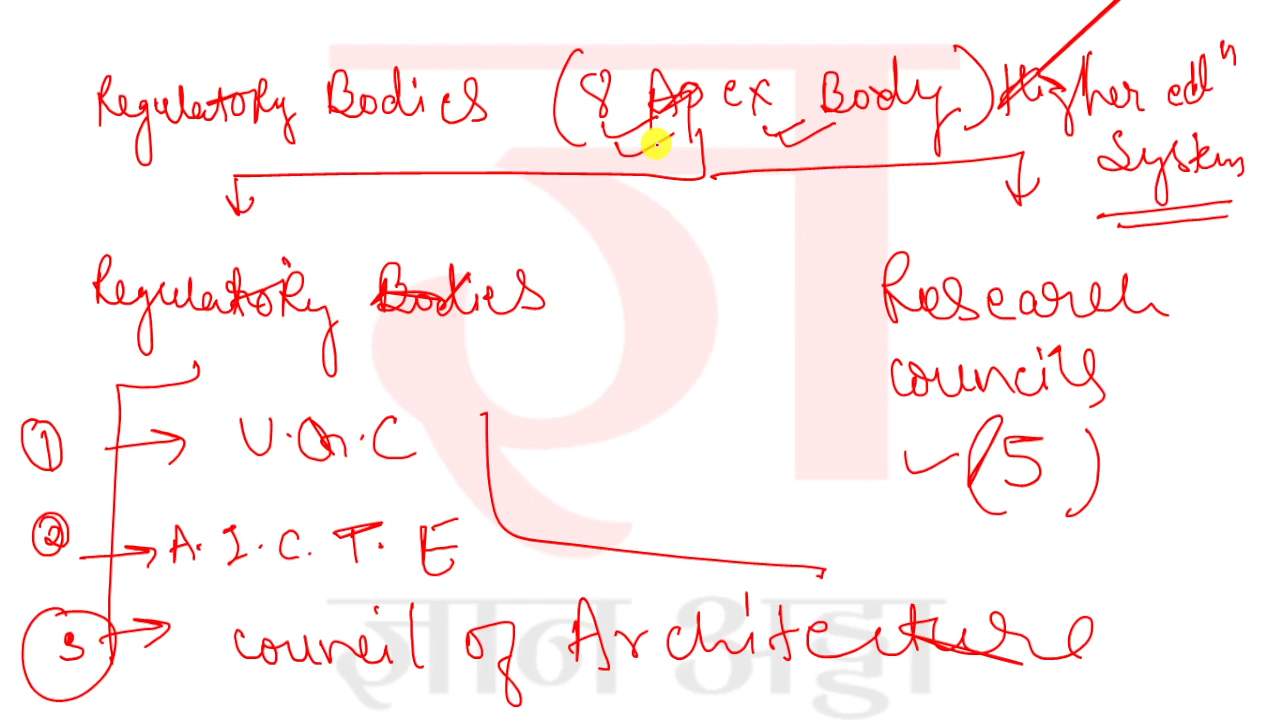 Regulatory Bodies (8 Apex Body) Higher edⁿ
System
Regulatory Bodies
Research
councils
(5)
① → U.G.C
② → A.I.C.T.E
③ → council of Architecture
ज्ञान अड्डा